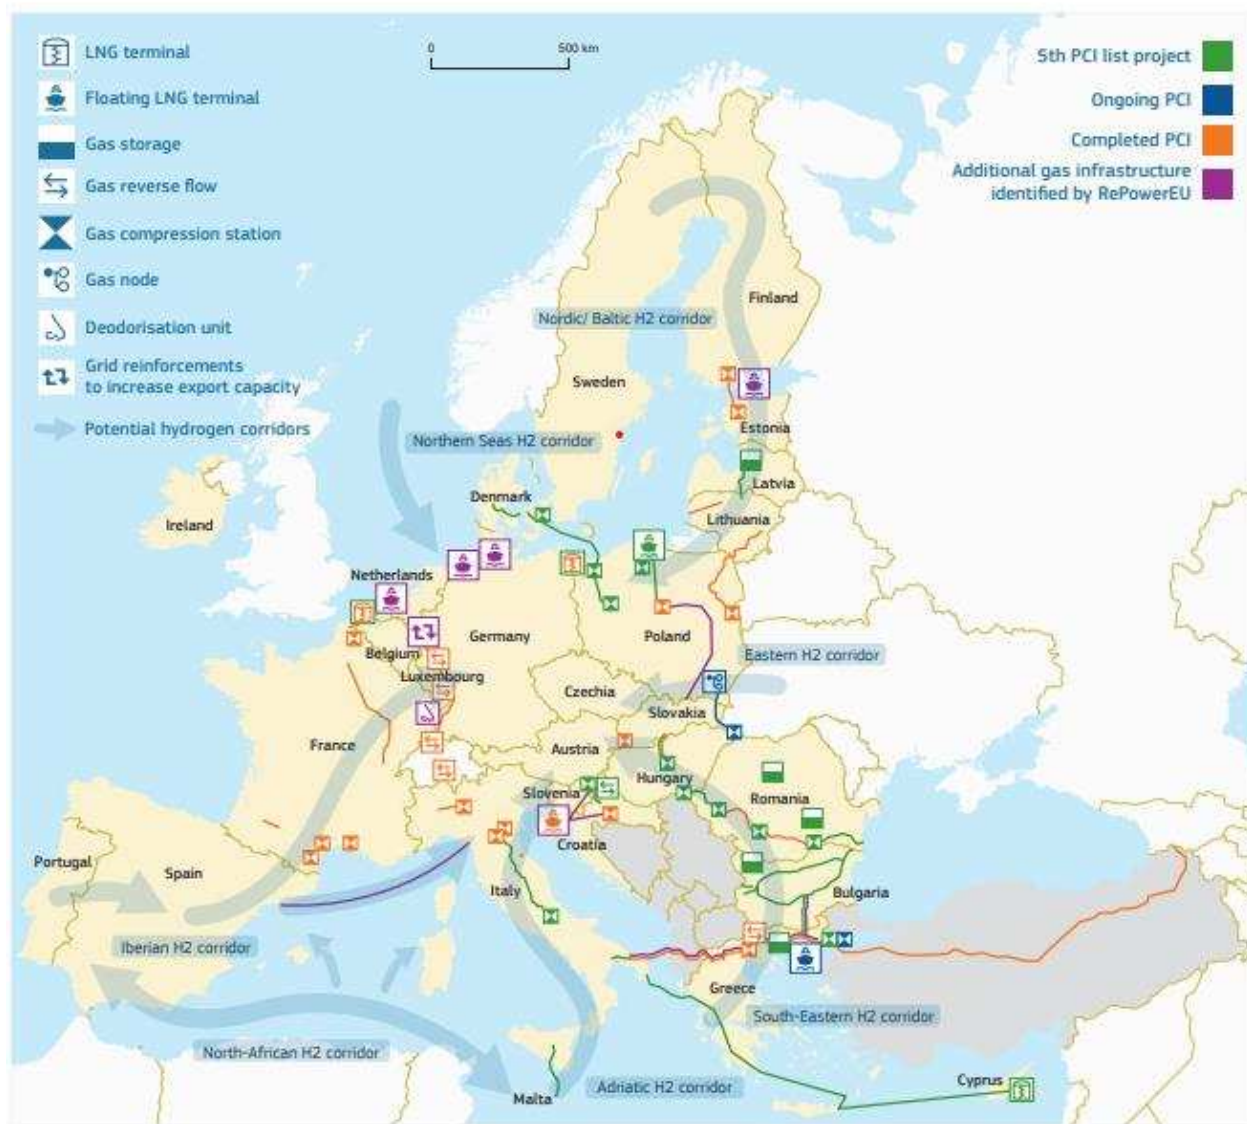 LNG terminal
Floating LNG terminal
Gas storage
Gas reverse flow
Gas compression station
Gas node
Deodorisation unit
Grid reinforcements
to increase export capacity
Potential hydrogen corridors
0 500 km
5th PCI list project
Ongoing PCI
Completed PCI
Additional gas infrastructure
identified by RePowerEU
Finland
Nordic/ Baltic H2 corridor
Sweden
Estonia
Northern Seas H2 corridor
Latvia
Denmark
Lithuania
Ireland
Netherlands
Germany
Poland
Belgium
Eastern H2 corridor
Luxembourg
Czechia
Slovakia
France
Austria
Hungary
Slovenia
Romania
Croatia
Portugal
Spain
Italy
Bulgaria
Iberian H2 corridor
Greece
South-Eastern H2 corridor
North-African H2 corridor
Cyprus
Adriatic H2 corridor
Malta